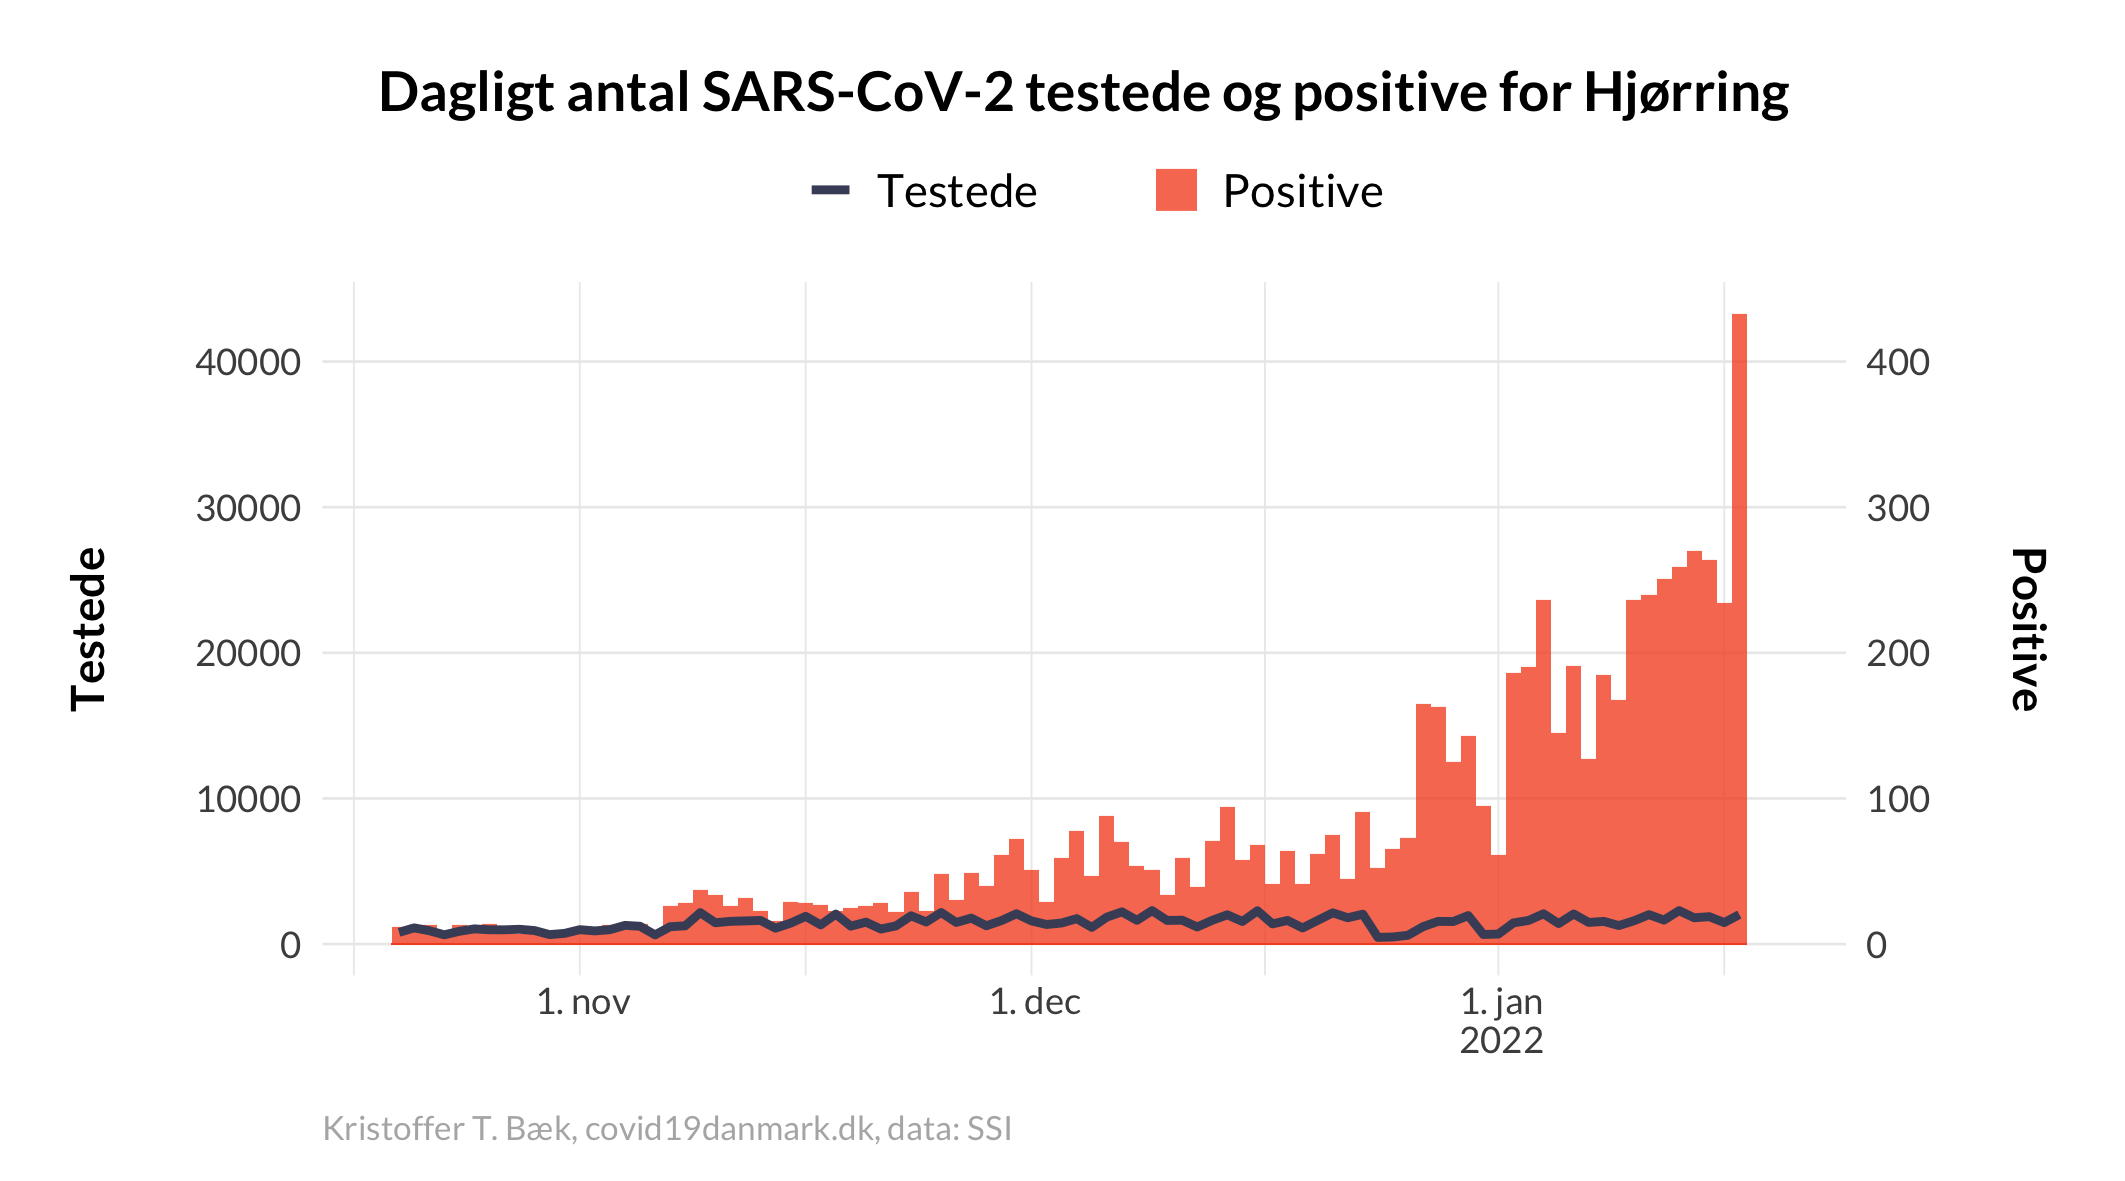 Dagligt antal SARS-CoV-2 testede og positive for Hjørring
Testede
Positive
40000
30000
20000
10000
0
400
300
200
100
0
Testede
Positive
1. nov
1. dec
1. jan
2022
Kristoffer T. Bæk, covid19danmark.dk, data: SSI